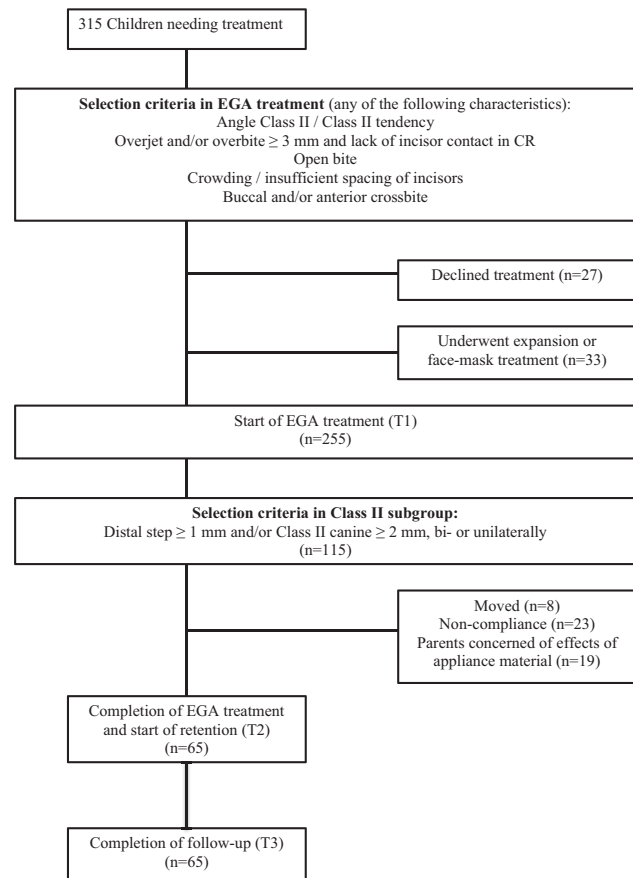 315 Children needing treatment
Selection criteria in EGA treatment (any of the following characteristics):
Angle Class II / Class II tendency
Overjet and/or overbite ≥ 3 mm and lack of incisor contact in CR
Open bite
Crowding / insufficient spacing of incisors
Buccal and/or anterior crossbite
Declined treatment (n=27)
Underwent expansion or
face-mask treatment (n=33)
Start of EGA treatment (T1)
(n=255)
Selection criteria in Class II subgroup:
Distal step ≥ 1 mm and/or Class II canine ≥ 2 mm, bi- or unilaterally
(n=115)
Moved (n=8)
Non-compliance (n=23)
Parents concerned of effects of
appliance material (n=19)
Completion of EGA treatment
and start of retention (T2)
(n=65)
Completion of follow-up (T3)
(n=65)